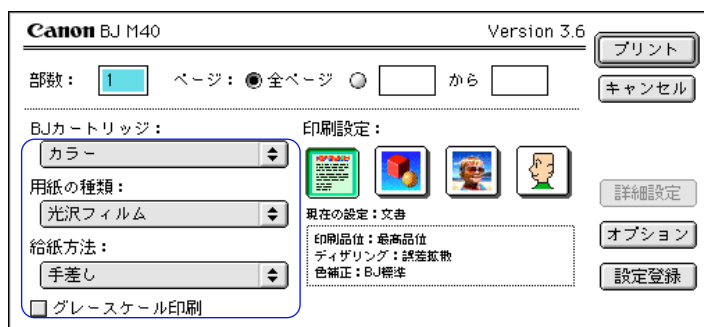 Canon BJ M40 Version 3.6
プリント
部数： 1 ページ： 全ページ から
キャンセル
BJカートリッジ：
カラー
用紙の種類：
光沢フィルム
給紙方法：
手差し
グレースケール印刷
印刷設定：
現在の設定：文書
印刷品位：最高品位
ディザリング：誤差拡散
色補正：BJ標準
詳細設定
オプション
設定登録